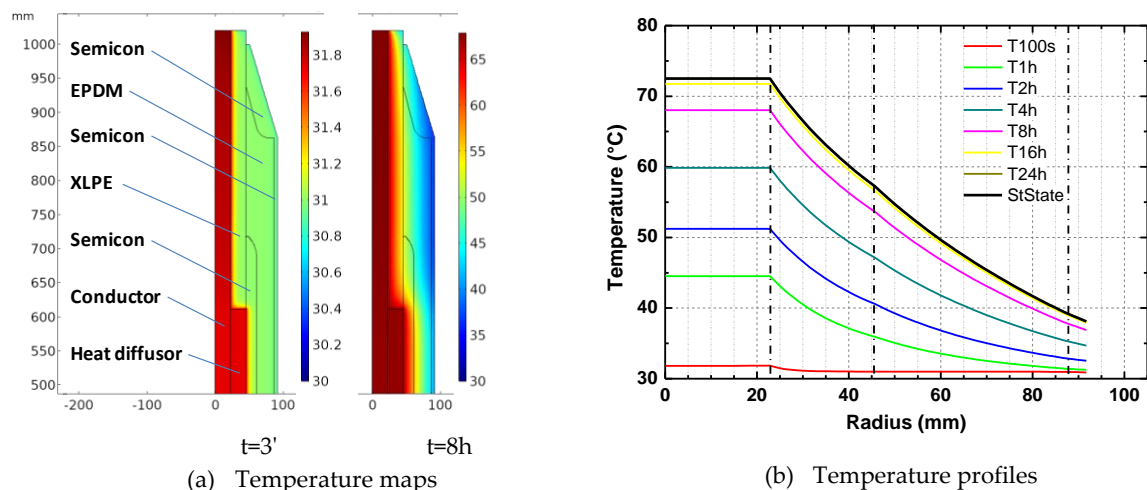 mm
1000
950
900
850
800
750
700
650
600
550
500
-200
-100
0
100
Semicon
EPDM
Semicon
XLPE
Semicon
Conductor
Heat diffusor
31.8
31.6
31.4
31.2
31
30.8
30.6
30.4
30.2
30
0
100
65
60
55
50
45
40
35
30
t=3'
t=8h
(a) Temperature maps
80
70
60
50
40
30
Temperature (°C)
0
20
40
60
80
100
Radius (mm)
T100s
T1h
T2h
T4h
T8h
T16h
T24h
StState
(b) Temperature profiles